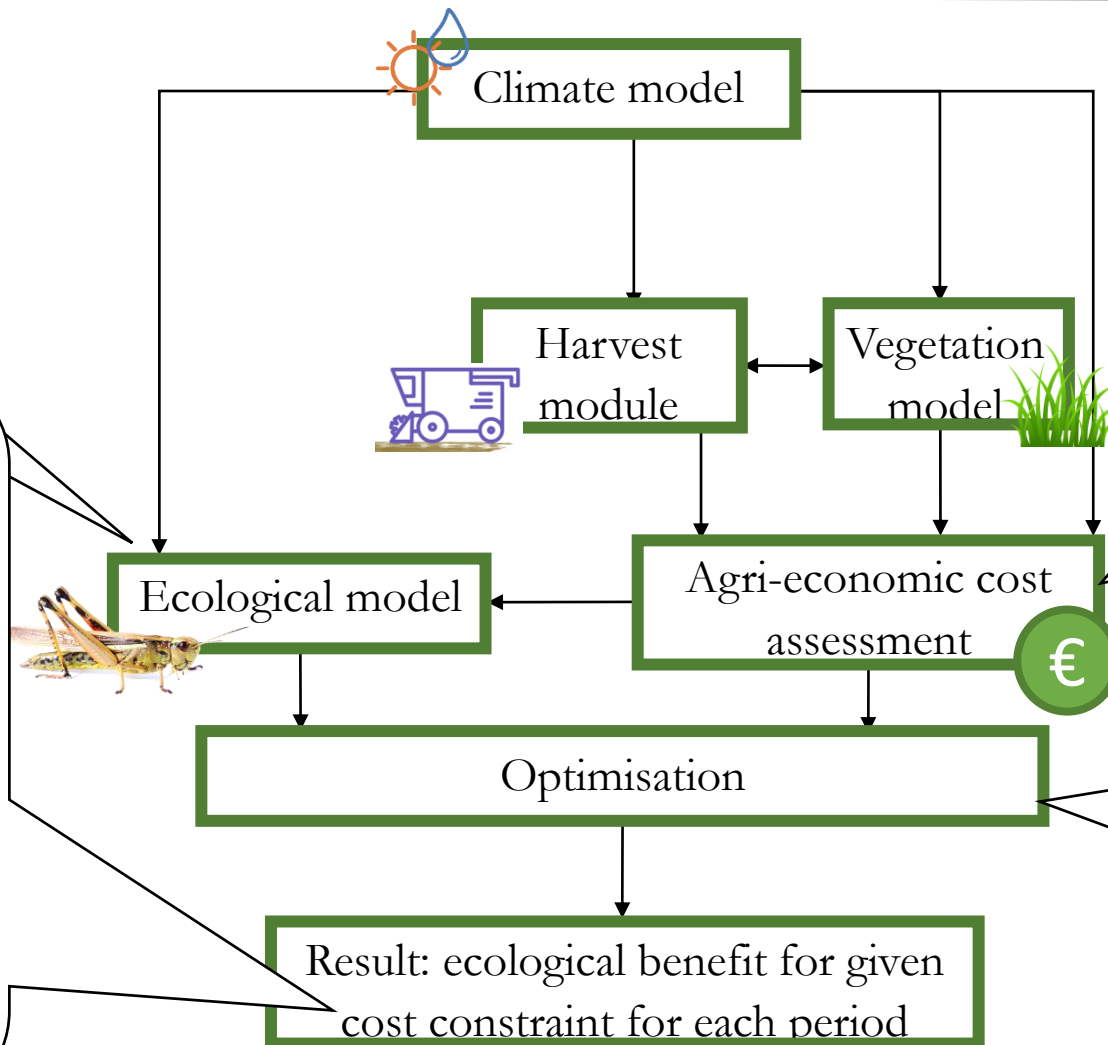 Climate model
Harvest
module
Vegetation
model
Ecological model
Agri-economic cost
assessment
€
Optimisation
Result: ecological benefit for given
cost constraint for each period